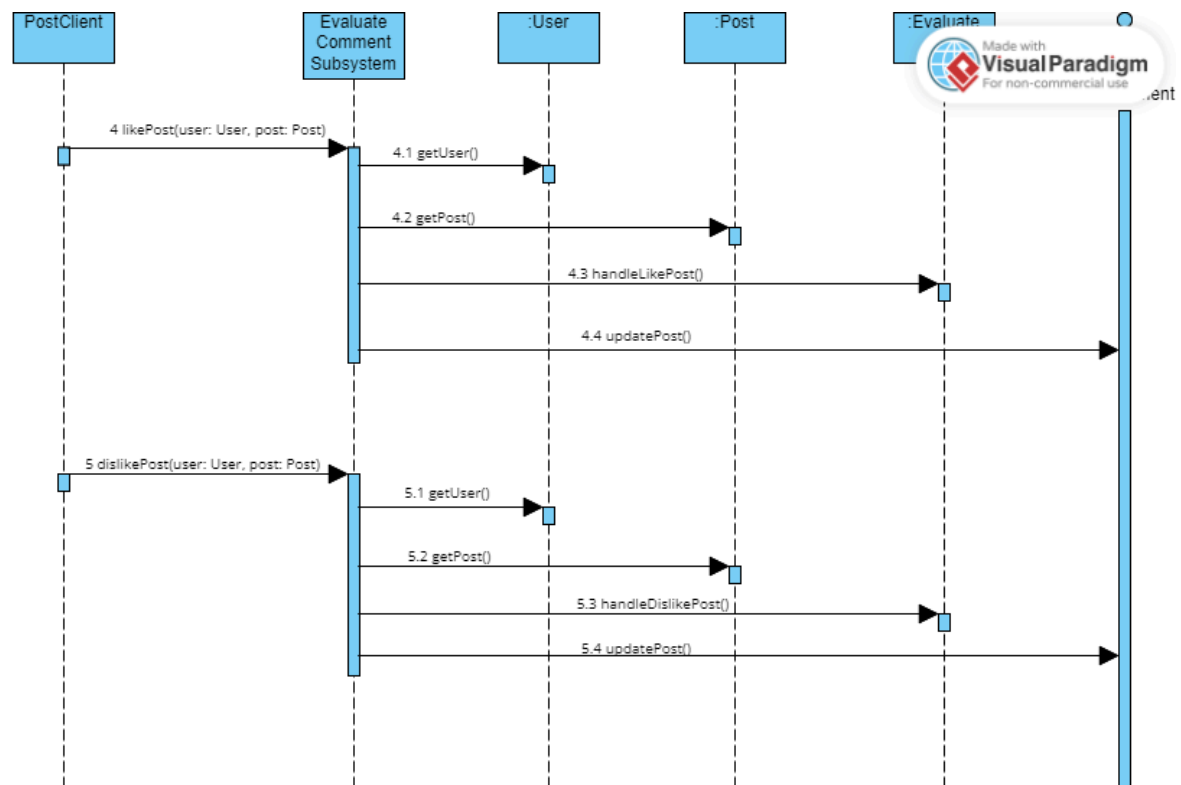 PostClient
Evaluate
Comment
Subsystem
:User
:Post
:Evaluate
Made with
Visual Paradigm
For non-commercial use
4 likePost(user: User, post: Post)
4.1 getUser()
4.2 getPost()
4.3 handleLikePost()
4.4 updatePost()
5 dislikePost(user: User, post: Post)
5.1 getUser()
5.2 getPost()
5.3 handleDislikePost()
5.4 updatePost()